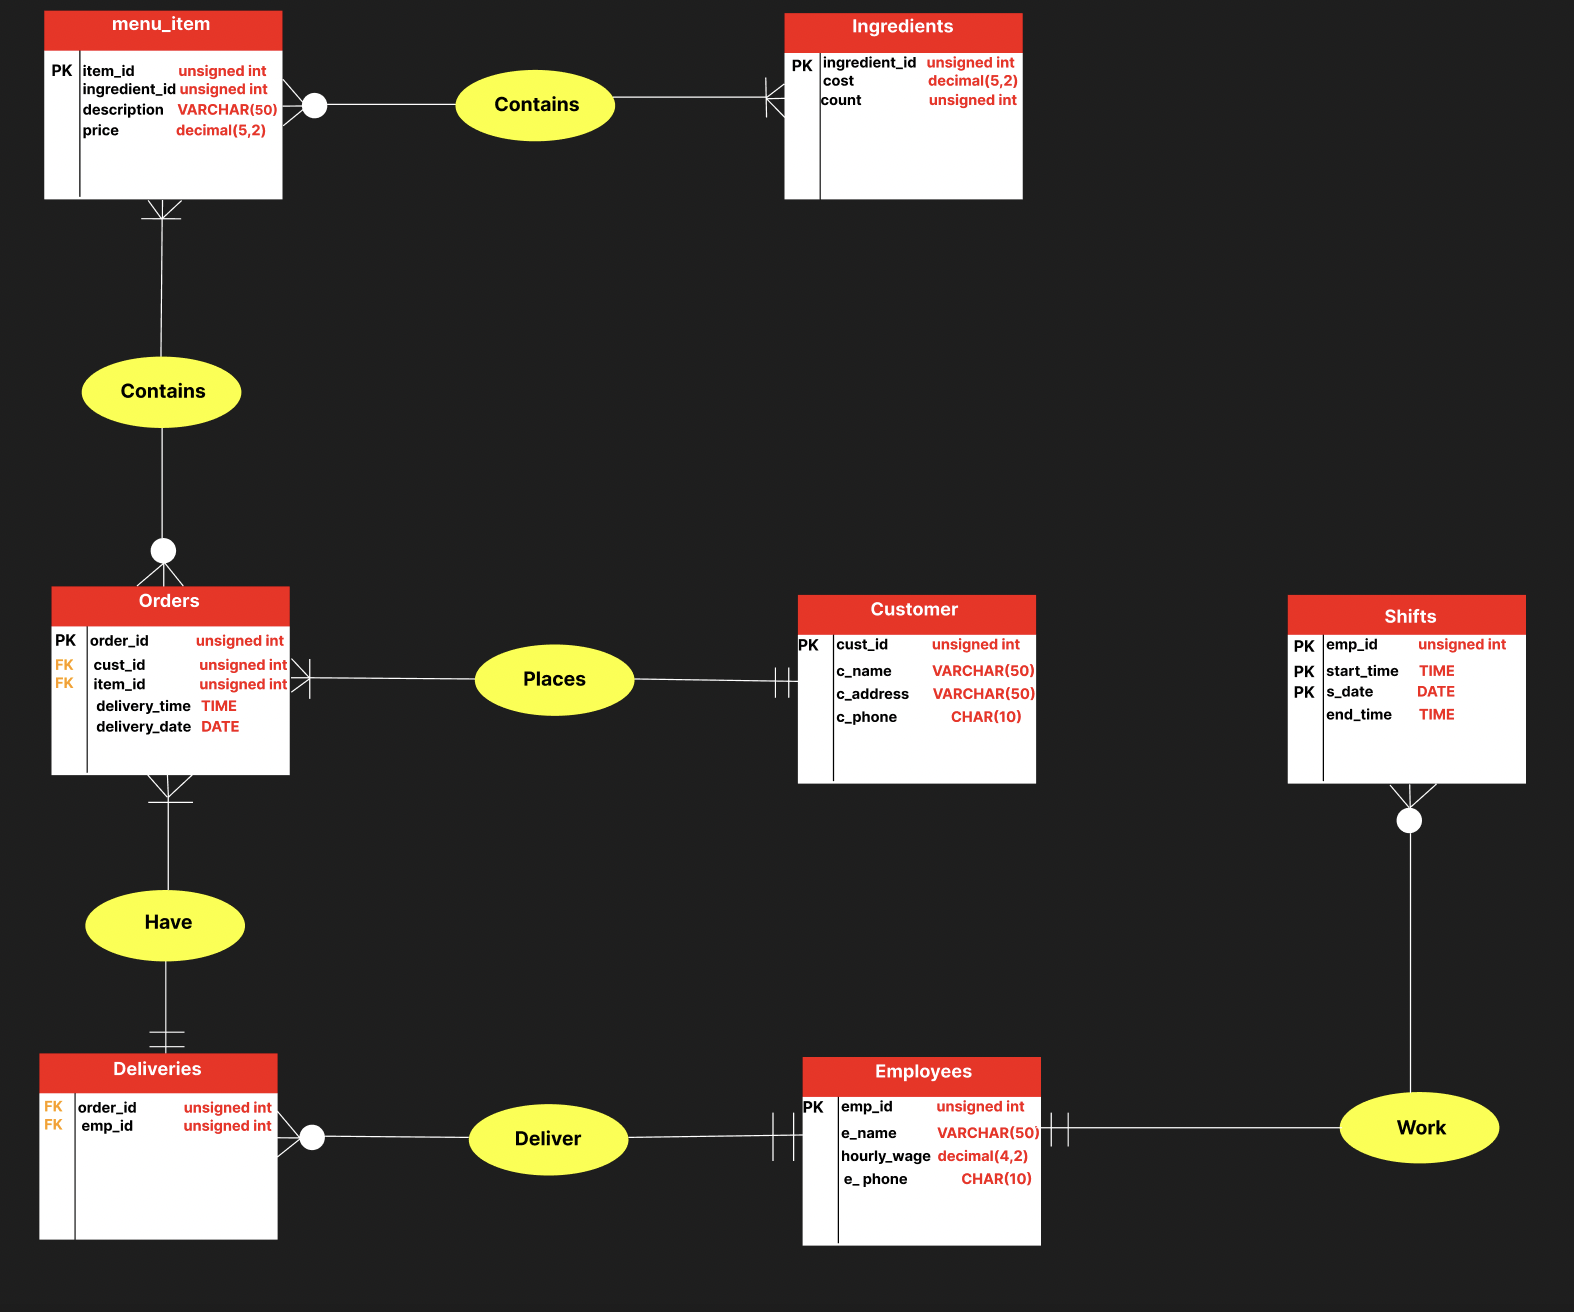 menu_item
PK item_id unsigned int
ingredient_id unsigned int
description VARCHAR(50)
price decimal(5,2)
Contains
Ingredients
PK ingredient_id unsigned int
cost decimal(5,2)
count unsigned int
Contains
Orders
PK order_id unsigned int
FK cust_id unsigned int
FK item_id unsigned int
delivery_time TIME
delivery_date DATE
Places
Customer
PK cust_id unsigned int
c_name VARCHAR(50)
c_address VARCHAR(50)
c_phone CHAR(10)
Shifts
PK emp_id unsigned int
PK start_time TIME
PK s_date DATE
end_time TIME
Have
Deliveries
FK order_id unsigned int
FK emp_id unsigned int
Deliver
Employees
PK emp_id unsigned int
e_name VARCHAR(50)
hourly_wage decimal(4,2)
e_ phone CHAR(10)
Work